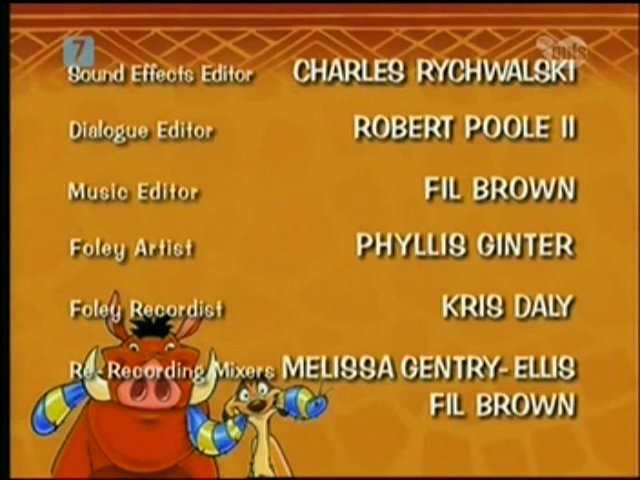 7
Sound Effects Editor CHARLES RYCHWALSKI
Dialogue Editor ROBERT POOLE II
Music Editor FIL BROWN
Foley Artist PHYLLIS GINTER
Foley Recordist KRIS DALY
Re-Recording Mixers MELISSA GENTRY-ELLIS
FIL BROWN